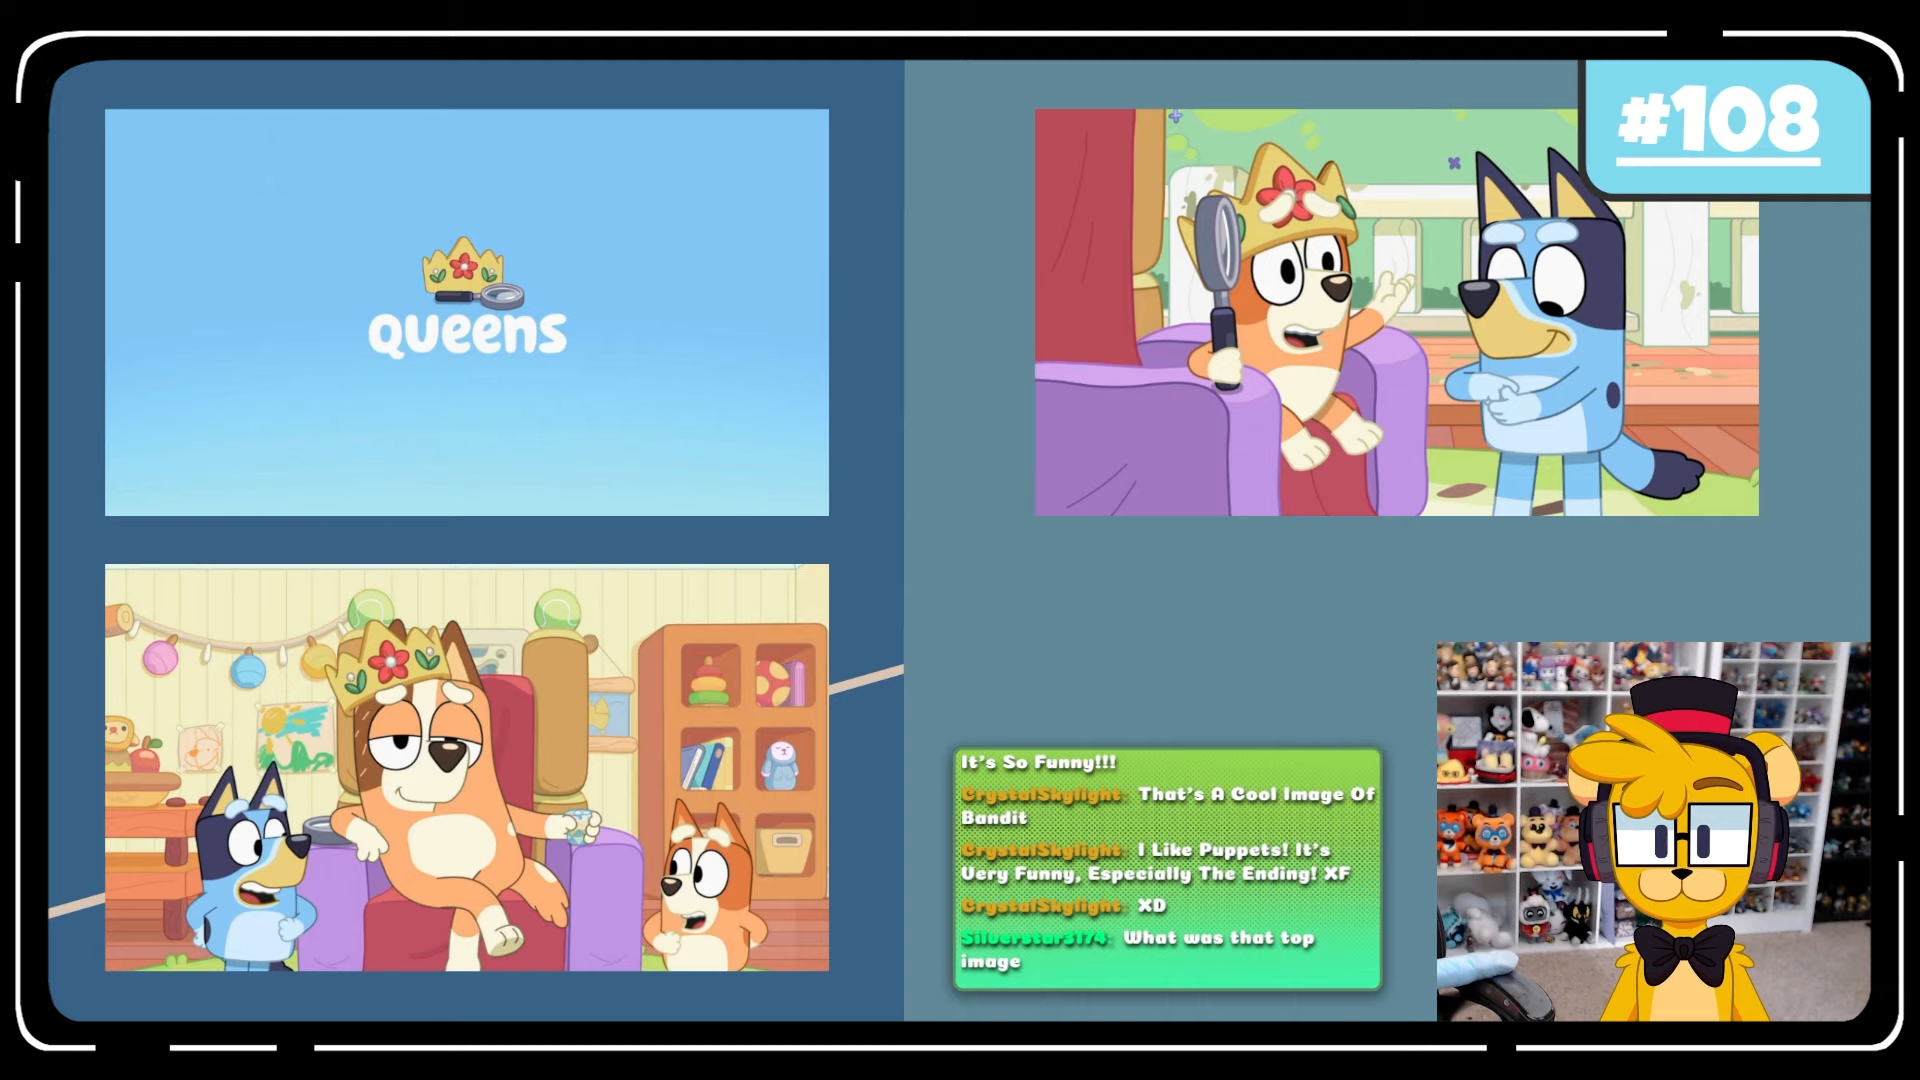 #108
Queens
It's So Funny!!!
CrystalSkylight: That's A Cool Image Of
Bandit
CrystalSkylight: I Like Puppets! It's
Very Funny, Especially The Ending! XF
CrystalSkylight: XD
Silverstar3174: What was that top
image